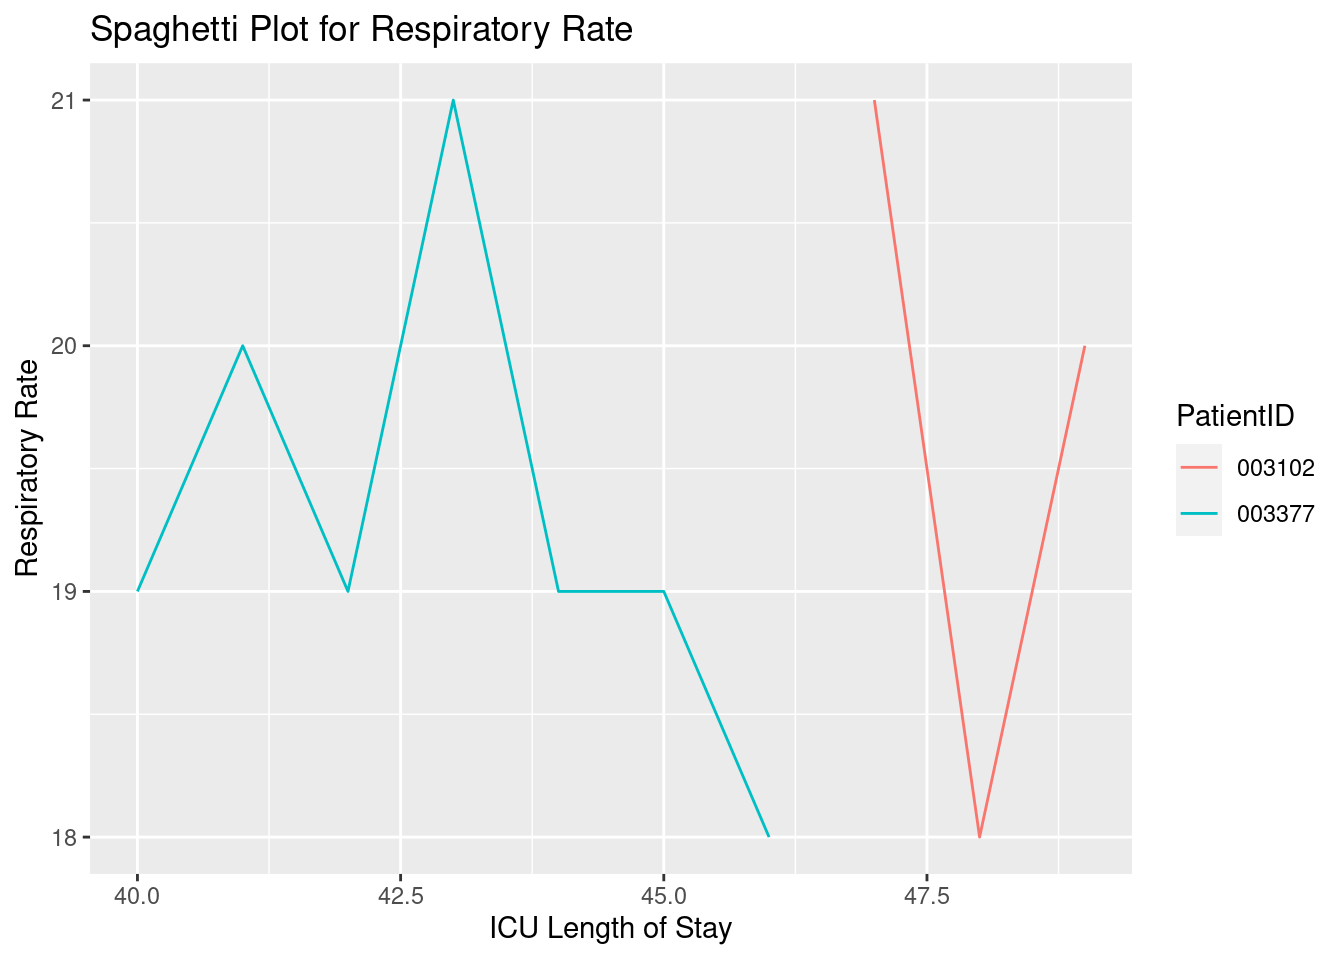 Spaghetti Plot for Respiratory Rate
21
20
19
18
Respiratory Rate
40.0
42.5
45.0
47.5
ICU Length of Stay
PatientID
003102
003377